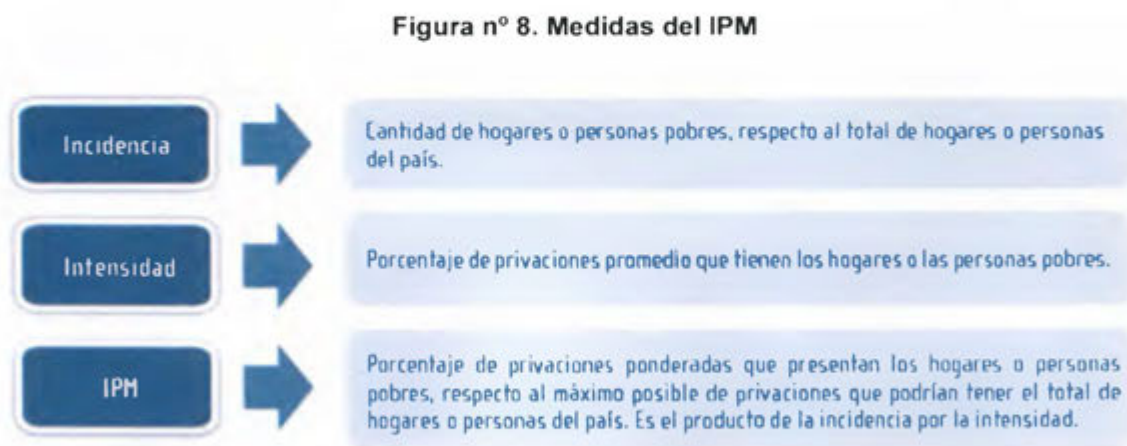 Figura nº 8. Medidas del IPM
Incidencia
Cantidad de hogares o personas pobres, respecto al total de hogares o personas
del país.
Intensidad
Porcentaje de privaciones promedio que tienen los hogares o las personas pobres.
IPM
Porcentaje de privaciones ponderadas que presentan los hogares o personas
pobres, respecto al máximo posible de privaciones que podrían tener el total de
hogares o personas del país. Es el producto de la incidencia por la intensidad.